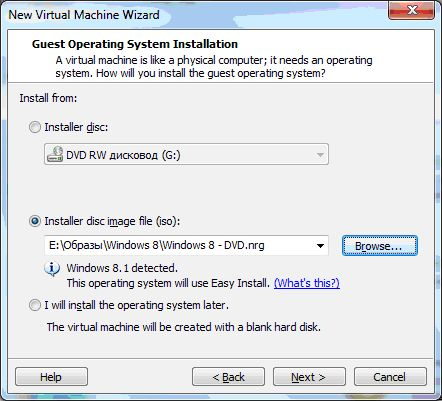 New Virtual Machine Wizard
Guest Operating System Installation
A virtual machine is like a physical computer; it needs an operating
system. How will you install the guest operating system?
Install from:
Installer disc:
DVD RW дисковод (G:)
Installer disc image file (iso):
E:\Образы\Windows 8\Windows 8 - DVD.nrg
Browse...
Windows 8.1 detected.
This operating system will use Easy Install. (What's this?)
I will install the operating system later.
The virtual machine will be created with a blank hard disk.
Help < Back Next > Cancel